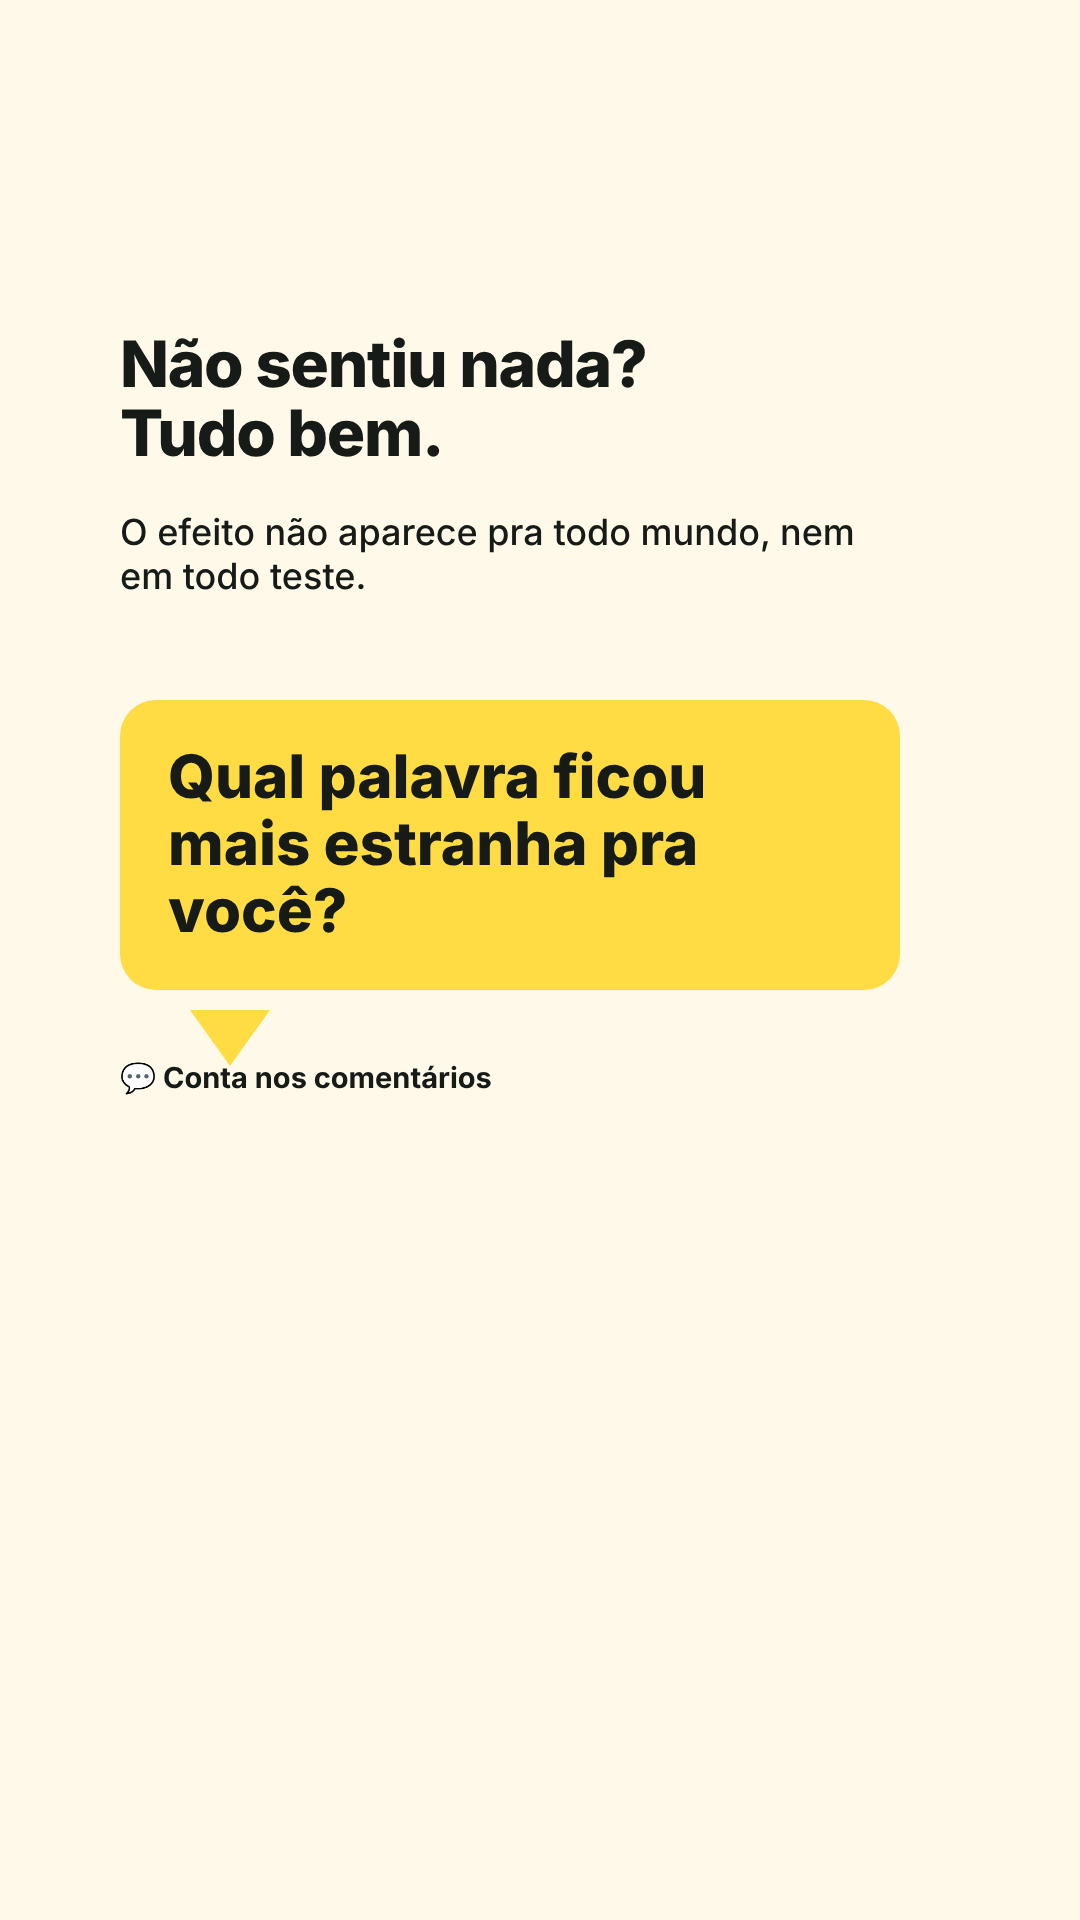 Não sentiu nada?
Tudo bem.
O efeito não aparece pra todo mundo, nem
em todo teste.
Qual palavra ficou
mais estranha pra
você?
💬 Conta nos comentários